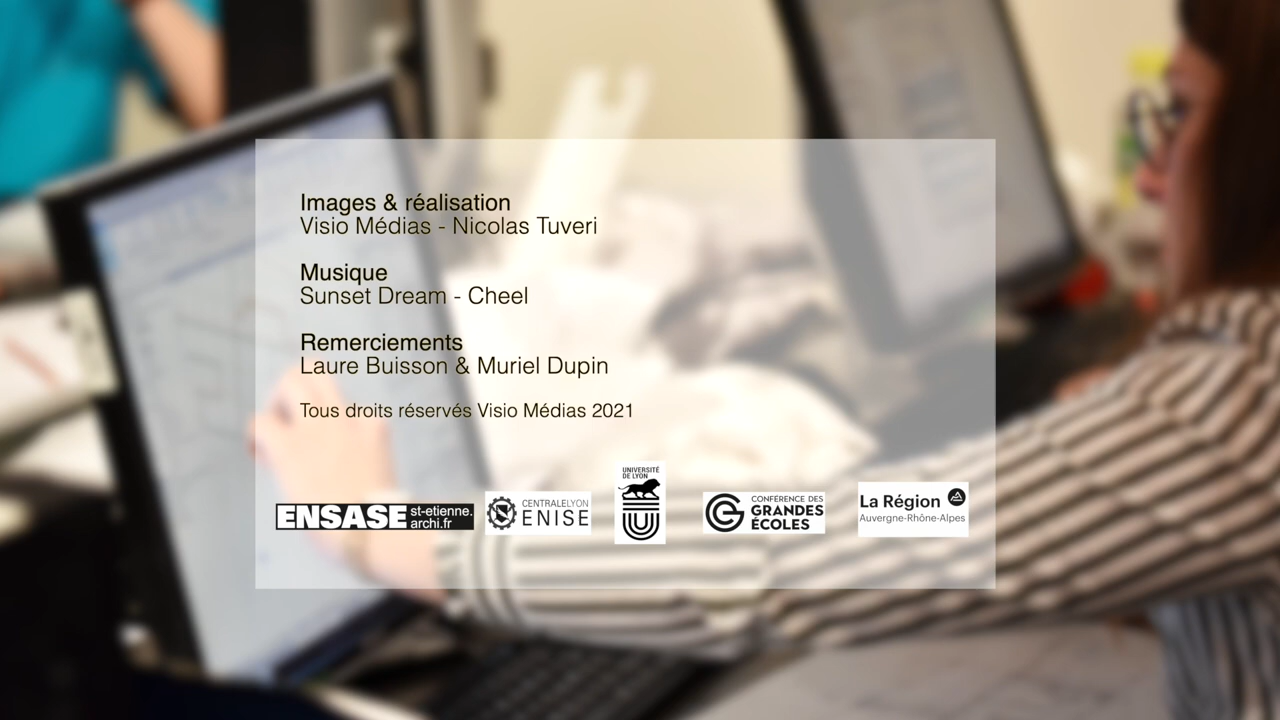 Images & réalisation
Visio Médias - Nicolas Tuveri
Musique
Sunset Dream - Cheel
Remerciements
Laure Buisson & Muriel Dupin
Tous droits réservés Visio Médias 2021
ENSASE st-etienne.
archi.fr
CENTRALELYON
ENISE
UNIVERSITÉ
DE LYON
CONFÉRENCE DES
GRANDES
ÉCOLES
La Région
Auvergne-Rhône-Alpes